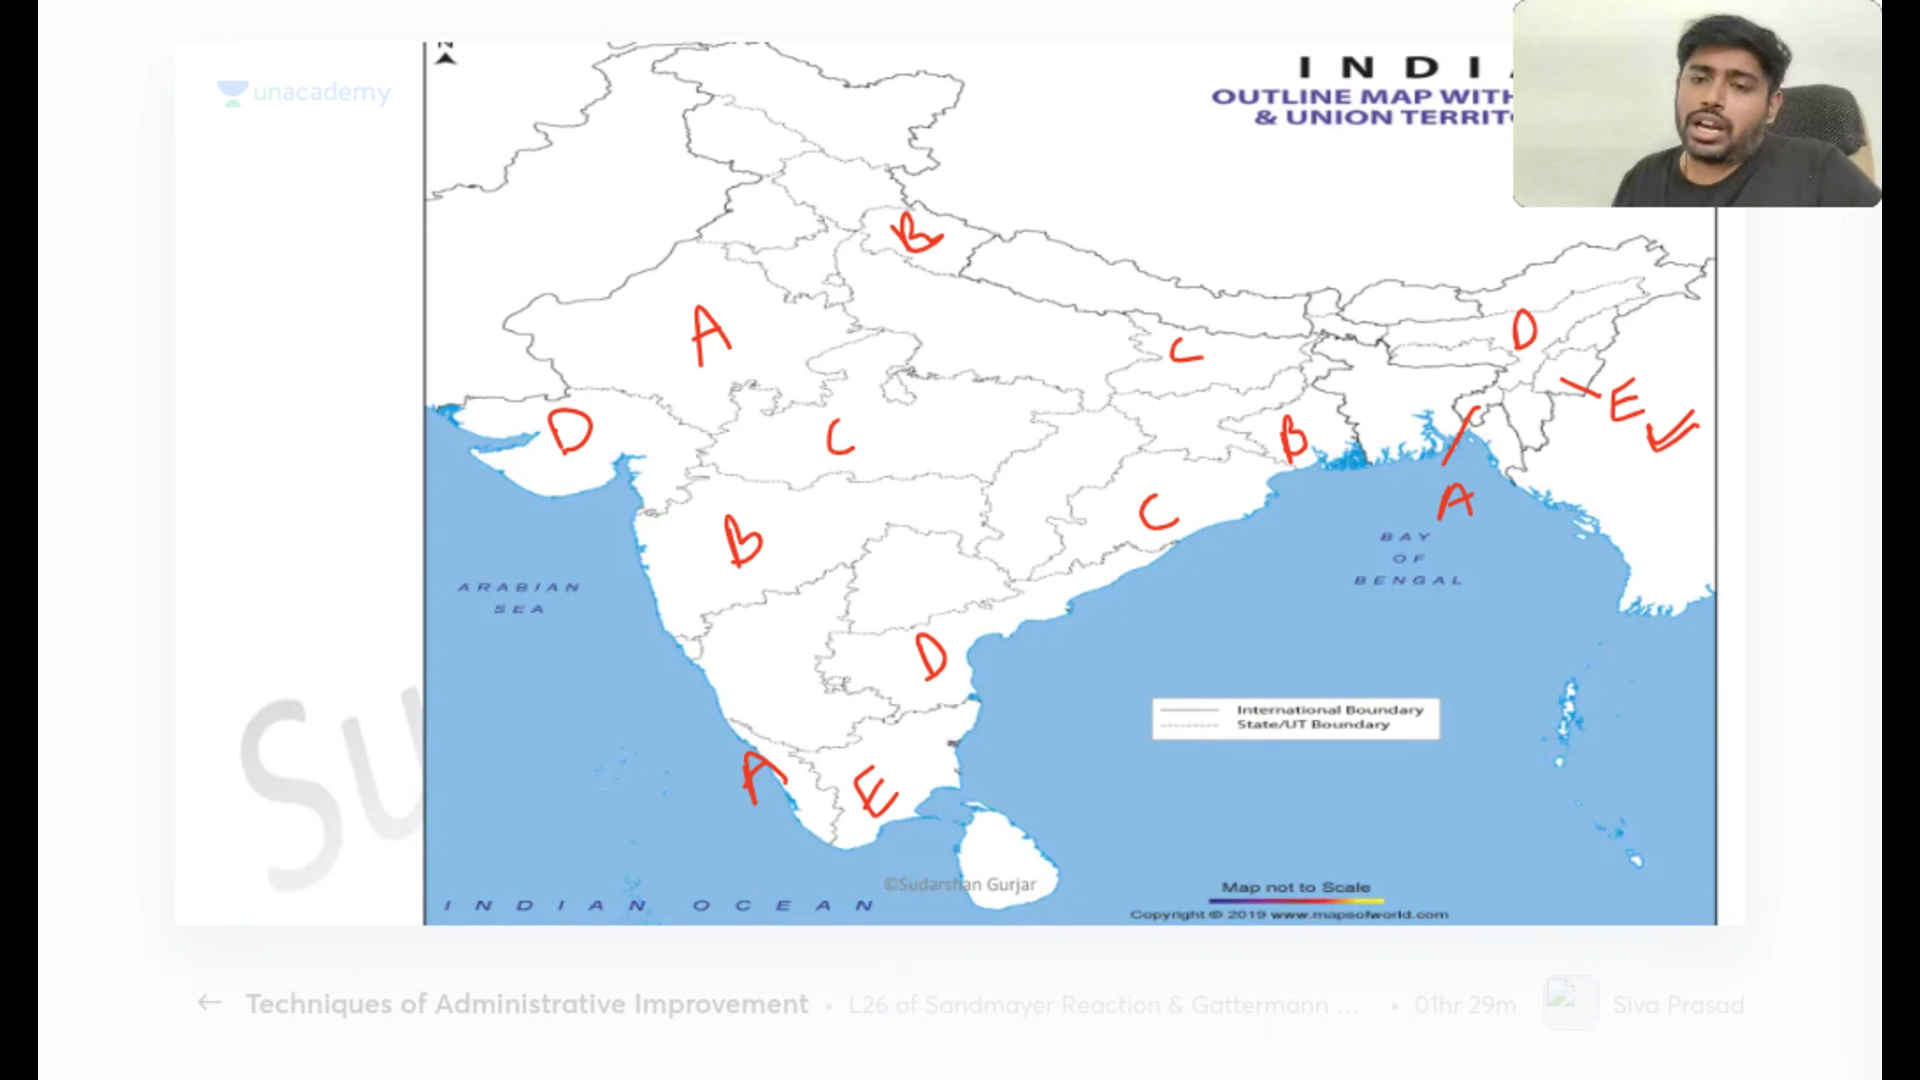 N
unacademy
INDI
OUTLINE MAP WITH
& UNION TERRIT
B
A
C
D
D
C
B
E
A
C
B
ARABIAN
SEA
BAY
OF
BENGAL
D
International Boundary
State/UT Boundary
A
E
Su
©Sudarshan Gurjar
Map not to Scale
INDIAN OCEAN
Copyright © 2019 www.mapsofworld.com
← Techniques of Administrative Improvement • L26 of Sandmayer Reaction & Gattermann ... • 01hr 29m Siva Prasad